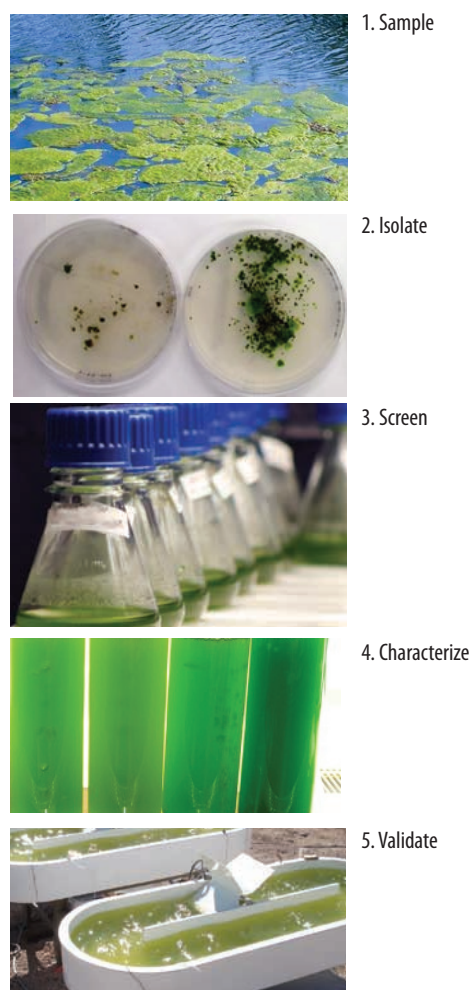 1. Sample
2. Isolate
3. Screen
4. Characterize
5. Validate